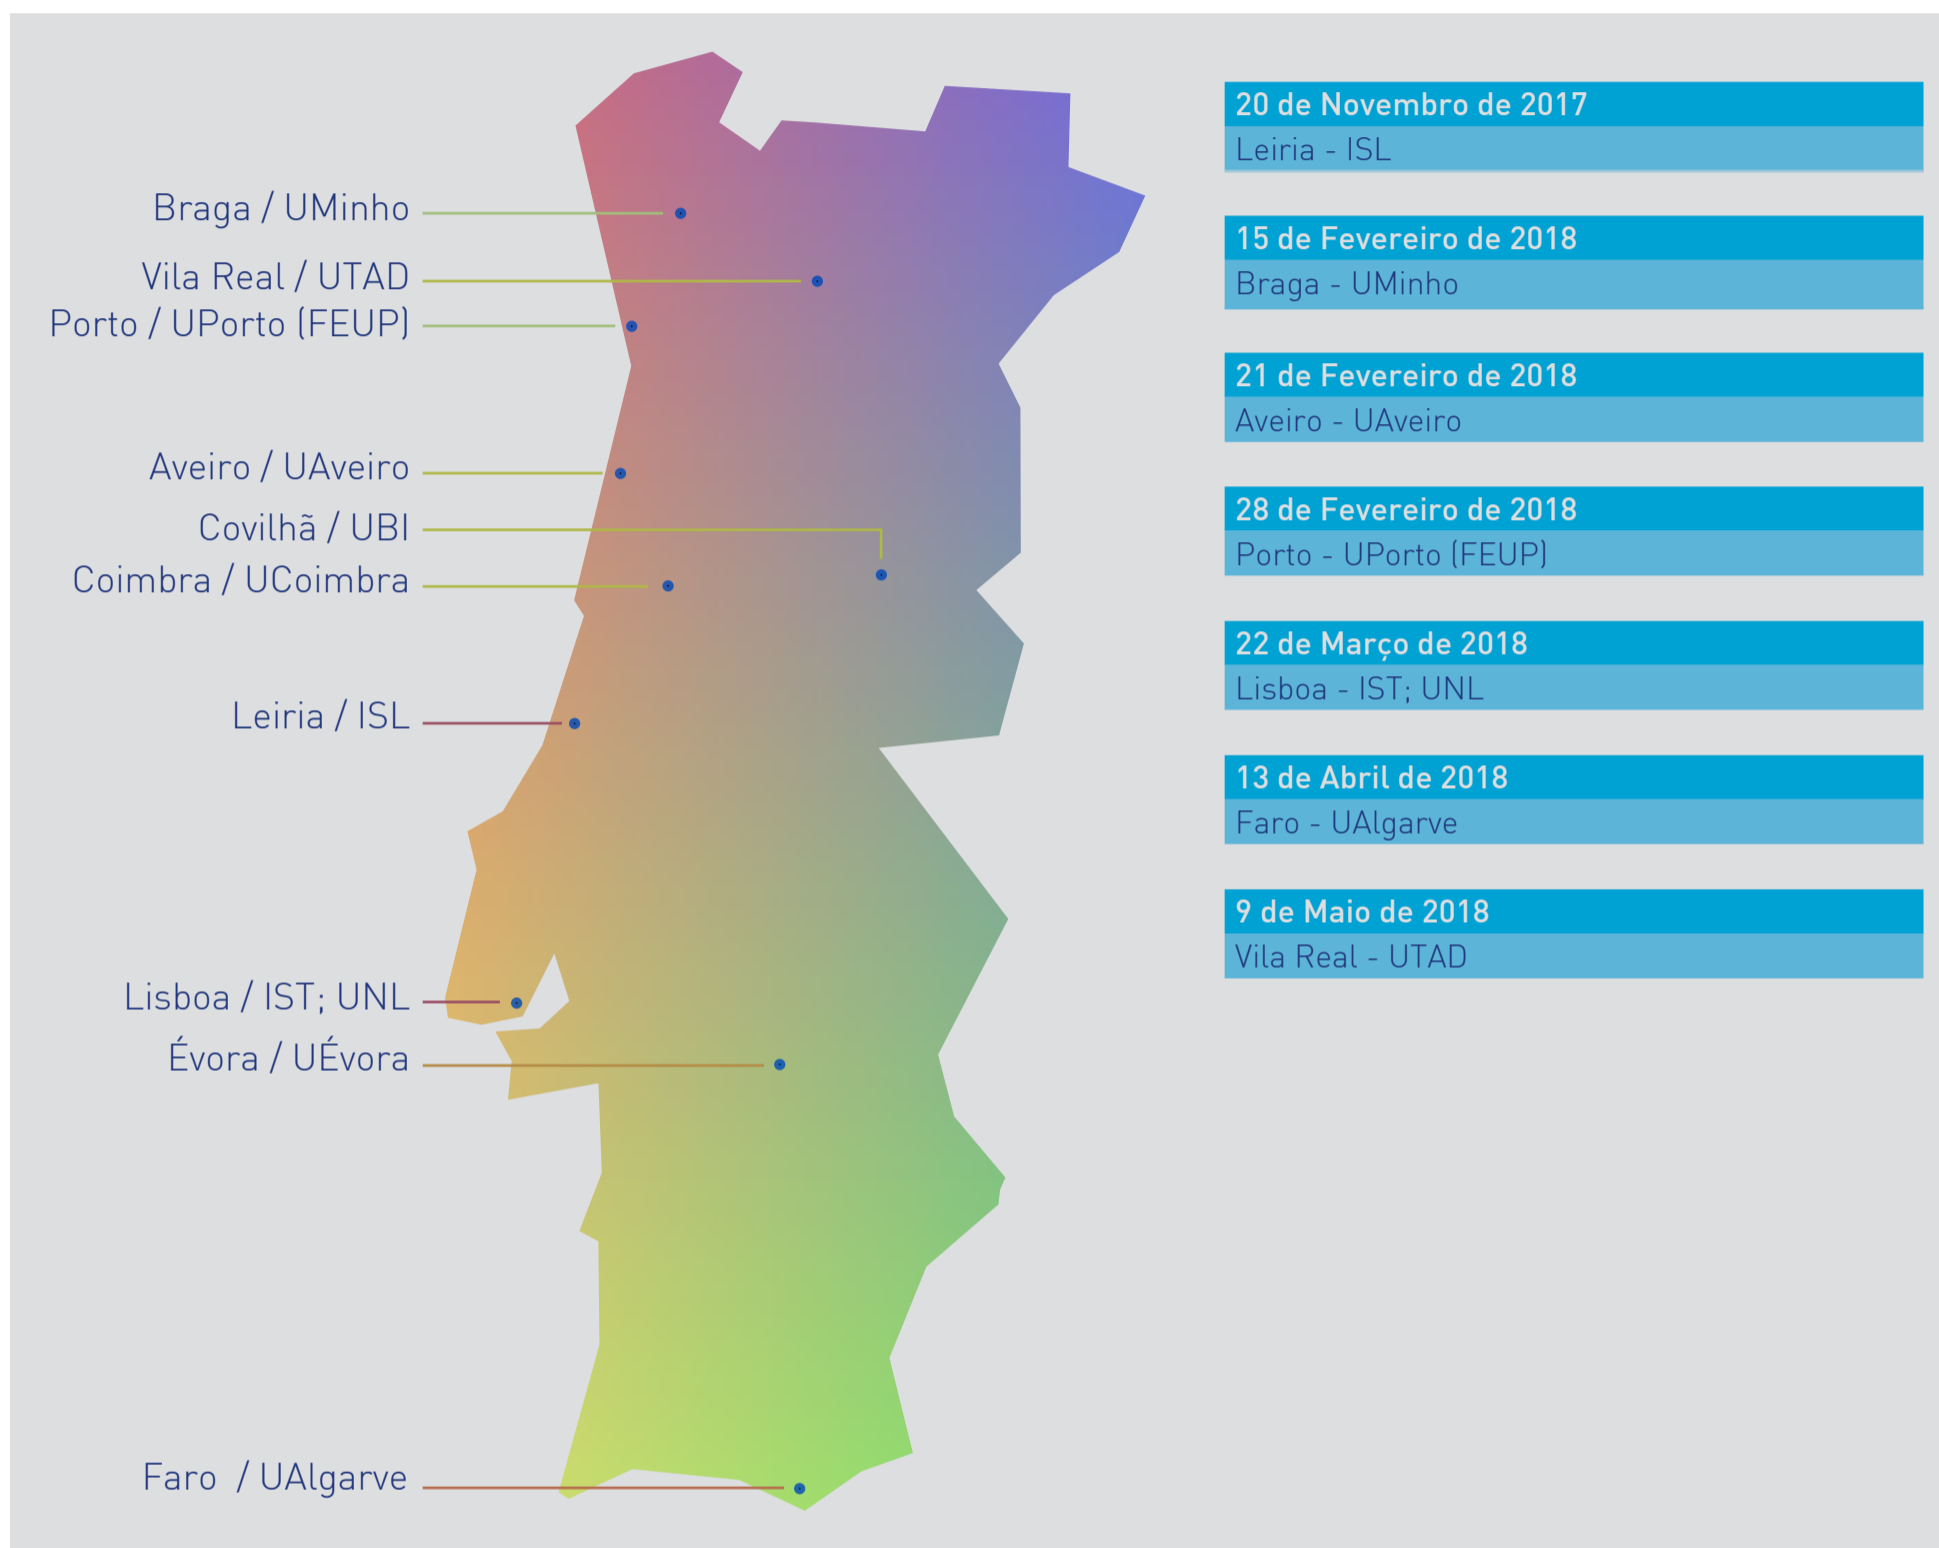 Braga / UMinho
Vila Real / UTAD
Porto / UPorto (FEUP)
Aveiro / UAveiro
Covilhã / UBI
Coimbra / UCoimbra
Leiria / ISL
Lisboa / IST; UNL
Évora / UÉvora
Faro / UAlgarve
20 de Novembro de 2017
Leiria - ISL
15 de Fevereiro de 2018
Braga - UMinho
21 de Fevereiro de 2018
Aveiro - UAveiro
28 de Fevereiro de 2018
Porto - UPorto (FEUP)
22 de Março de 2018
Lisboa - IST; UNL
13 de Abril de 2018
Faro - UAlgarve
9 de Maio de 2018
Vila Real - UTAD